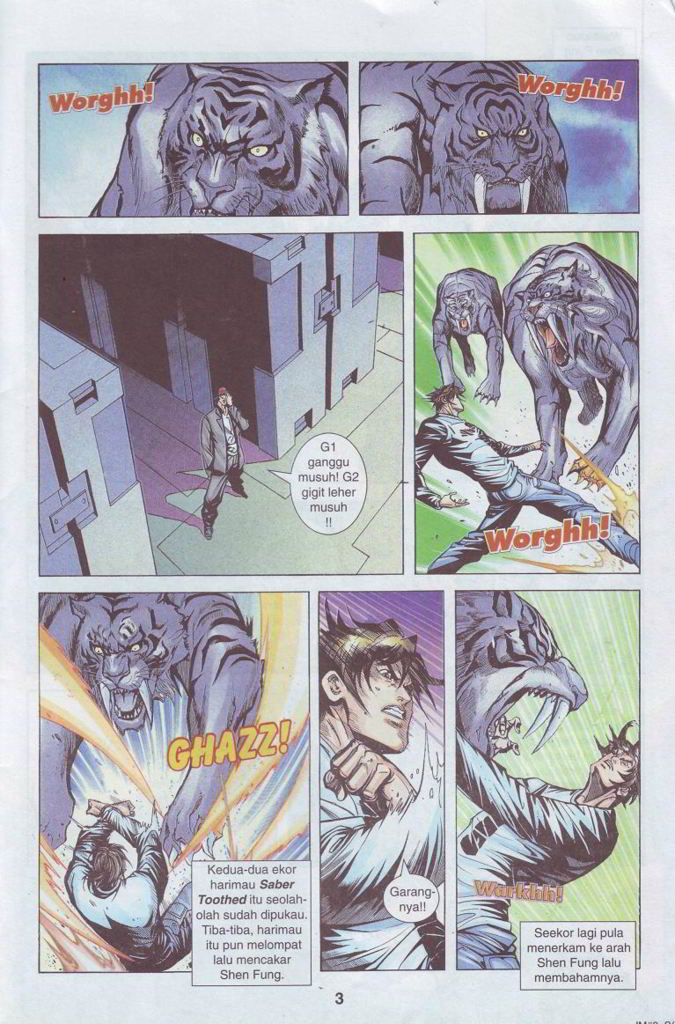 Worghh!
Worghh!
G1
ganggu
musuh! G2
gigit leher
musuh
!!
Worghh!
GHAZZ!
Kedua-dua ekor
harimau Saber
Toothed itu seolah-
olah sudah dipukau.
Tiba-tiba, harimau
itu pun melompat
lalu mencakar
Shen Fung.
Garang-
nya!!
Warkhh!
Seekor lagi pula
menerkam ke arah
Shen Fung lalu
membahamnya.
3